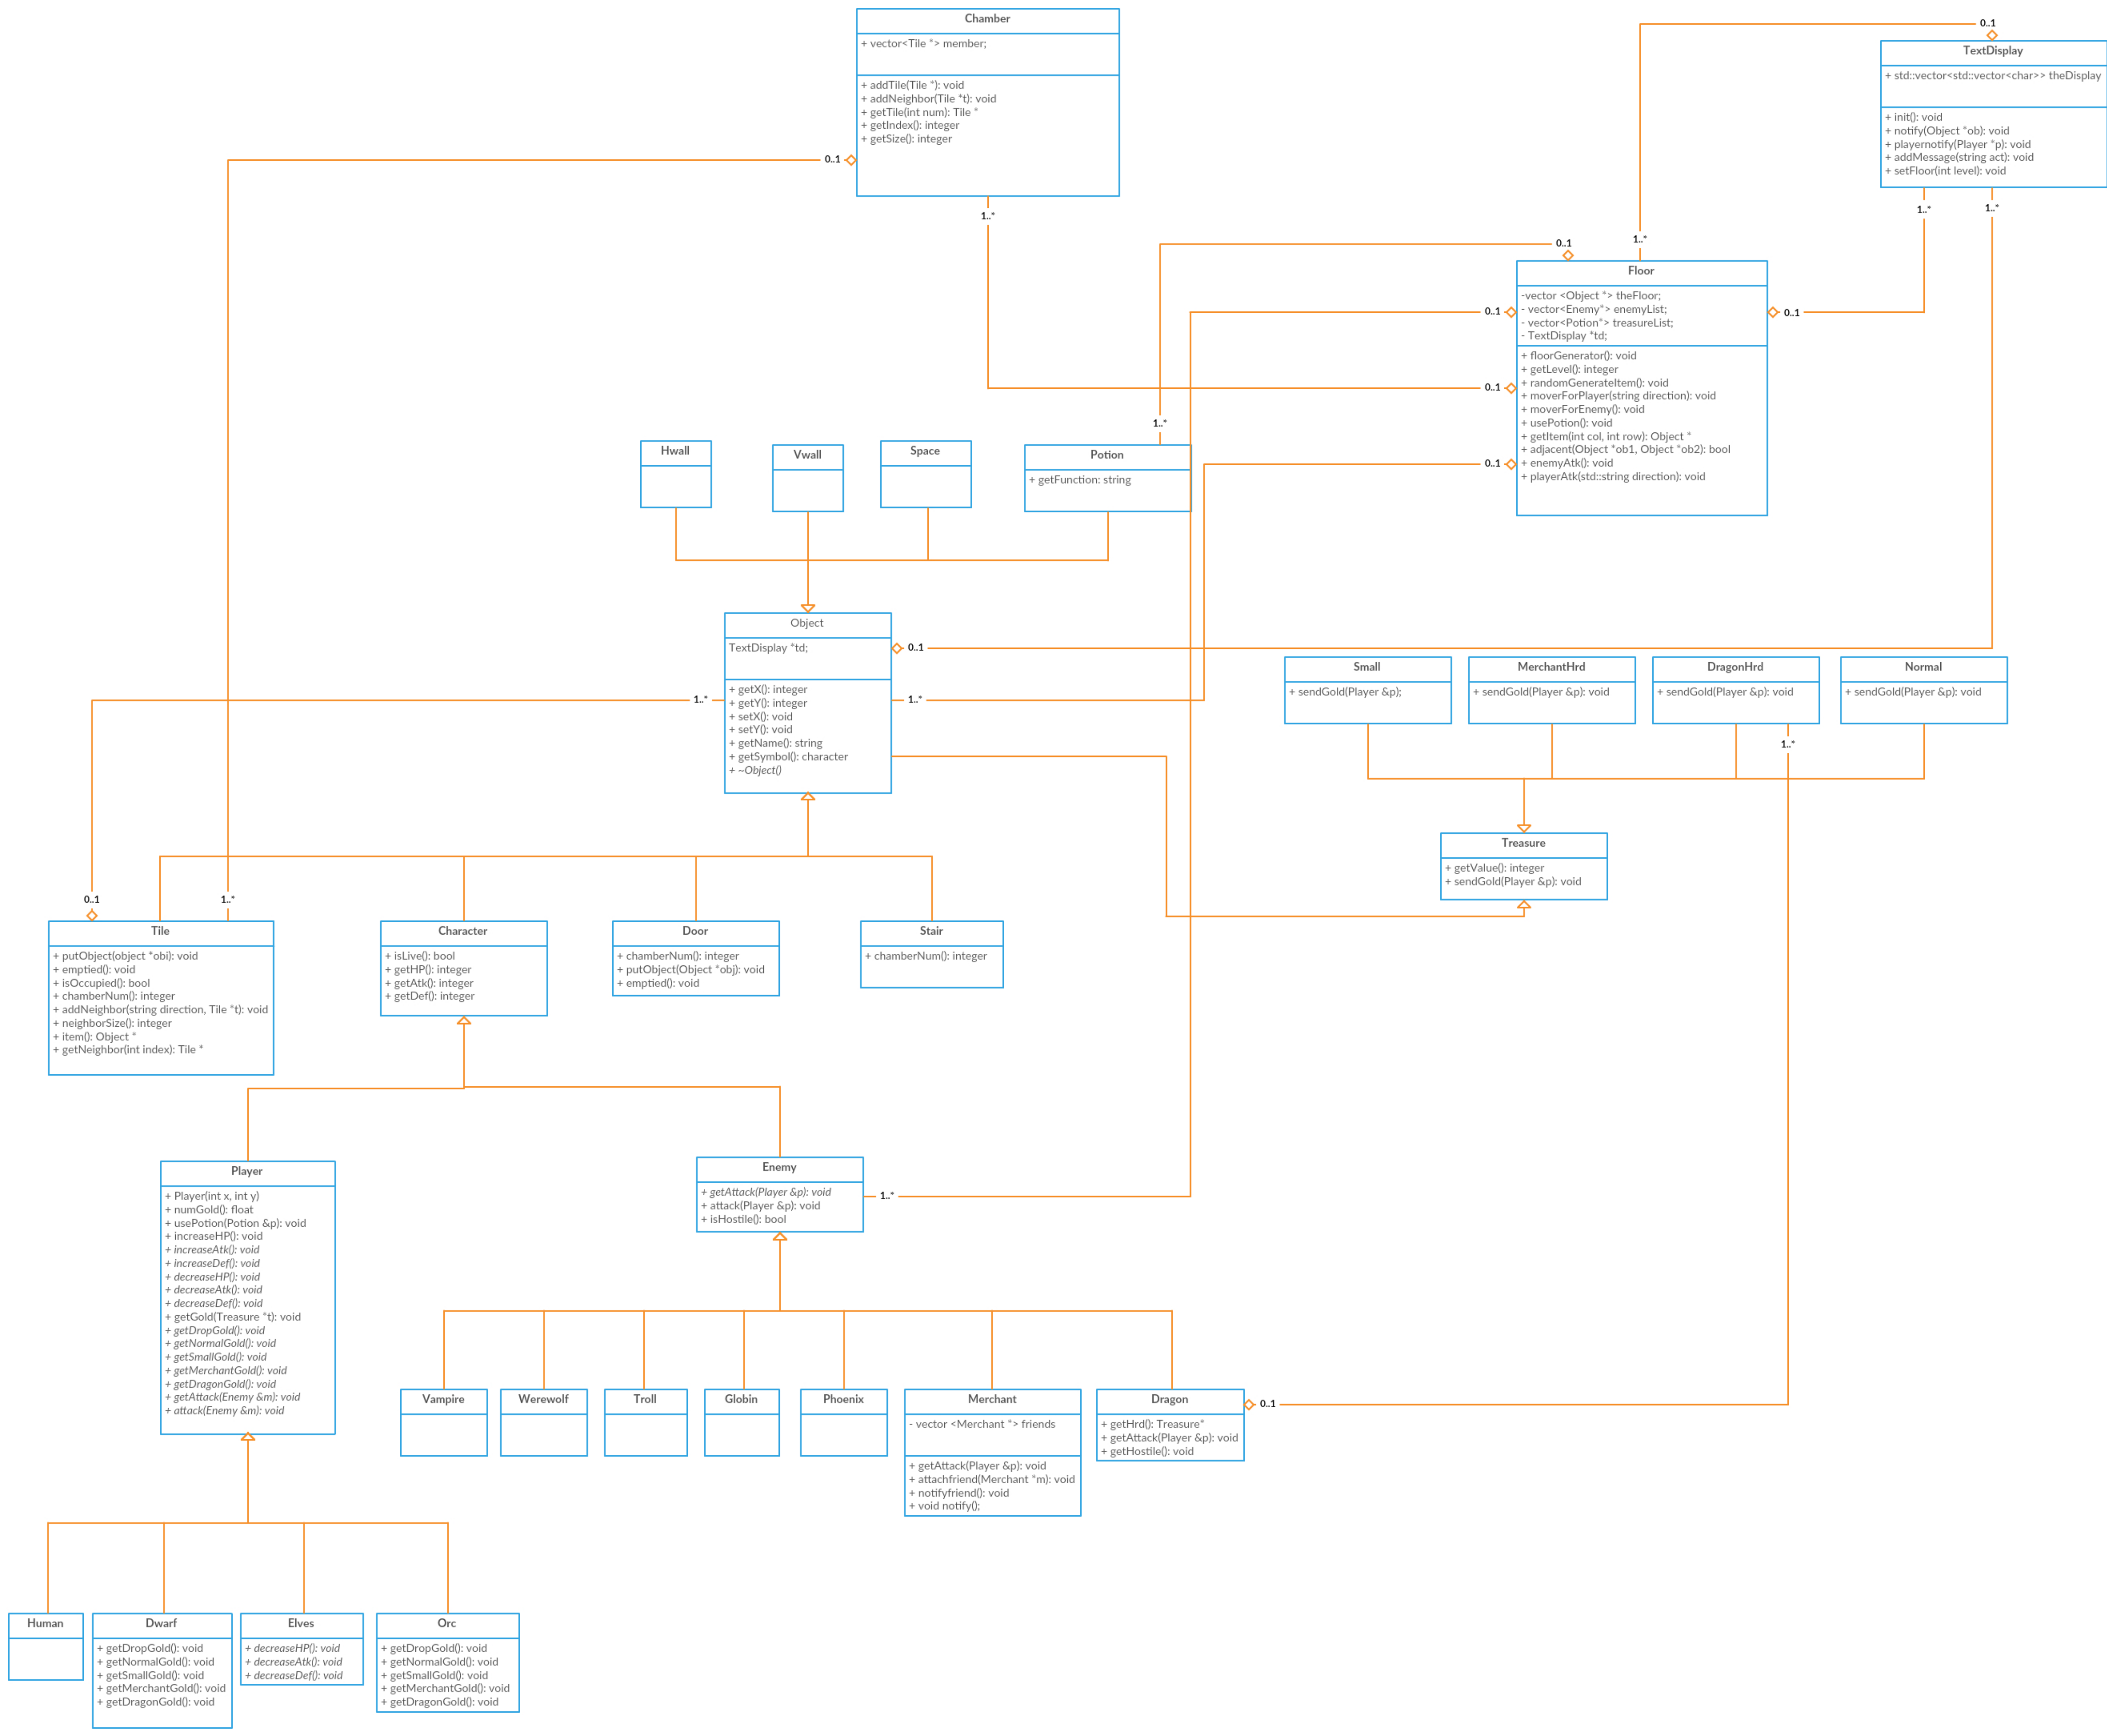 Chamber
+ vector<Tile *> member;
+ addTile(Tile *): void
+ addNeighbor(Tile *t): void
+ getTile(int num): Tile *
+ getIndex(): integer
+ getSize(): integer
0..1
1..*
0..1
TextDisplay
+ std::vector<std::vector<char>> theDisplay
+ init(): void
+ notify(Object *ob): void
+ playernotify(Player *p): void
+ addMessage(string act): void
+ setFloor(int level): void
1..*
1..*
0..1
1..*
Floor
-vector <Object *> theFloor;
- vector<Enemy*> enemyList;
- vector<Potion*> treasureList;
- TextDisplay *td;
+ floorGenerator(): void
+ getLevel(): integer
+ randomGenerateItem(): void
+ moverForPlayer(string direction): void
+ moverForEnemy(): void
+ usePotion(): void
+ getItem(int col, int row): Object *
+ adjacent(Object *ob1, Object *ob2): bool
+ enemyAtk(): void
+ playerAtk(std::string direction): void
0..1
0..1
0..1
0..1
1..*
Hwall
Vwall
Space
Potion
+ getFunction: string
Object
TextDisplay *td;
+ getX(): integer
+ getY(): integer
+ setX(): void
+ setY(): void
+ getName(): string
+ getSymbol(): character
+ ~Object()
0..1
1..*
1..*
Small
+ sendGold(Player &p);
MerchantHrd
+ sendGold(Player &p): void
DragonHrd
+ sendGold(Player &p): void
Normal
+ sendGold(Player &p): void
1..*
Treasure
+ getValue(): integer
+ sendGold(Player &p): void
0..1
1..*
Tile
+ putObject(object *obi): void
+ emptied(): void
+ isOccupied(): bool
+ chamberNum(): integer
+ addNeighbor(string direction, Tile *t): void
+ neighborSize(): integer
+ item(): Object *
+ getNeighbor(int index): Tile *
Character
+ isLive(): bool
+ getHP(): integer
+ getAtk(): integer
+ getDef(): integer
Door
+ chamberNum(): integer
+ putObject(Object *obj): void
+ emptied(): void
Stair
+ chamberNum(): integer
Player
+ Player(int x, int y)
+ numGold(): float
+ usePotion(Potion &p): void
+ increaseHP(): void
+ increaseAtk(): void
+ increaseDef(): void
+ decreaseHP(): void
+ decreaseAtk(): void
+ decreaseDef(): void
+ getGold(Treasure *t): void
+ getDropGold(): void
+ getNormalGold(): void
+ getSmallGold(): void
+ getMerchantGold(): void
+ getDragonGold(): void
+ getAttack(Enemy &m): void
+ attack(Enemy &m): void
Enemy
+ getAttack(Player &p): void
+ attack(Player &p): void
+ isHostile(): bool
1..*
Vampire
Werewolf
Troll
Globin
Phoenix
Merchant
- vector <Merchant *> friends
+ getAttack(Player &p): void
+ attachfriend(Merchant *m): void
+ notifyfriend(): void
+ void notify();
Dragon
+ getHrd(): Treasure*
+ getAttack(Player &p): void
+ getHostile(): void
0..1
Human
Dwarf
+ getDropGold(): void
+ getNormalGold(): void
+ getSmallGold(): void
+ getMerchantGold(): void
+ getDragonGold(): void
Elves
+ decreaseHP(): void
+ decreaseAtk(): void
+ decreaseDef(): void
Orc
+ getDropGold(): void
+ getNormalGold(): void
+ getSmallGold(): void
+ getMerchantGold(): void
+ getDragonGold(): void